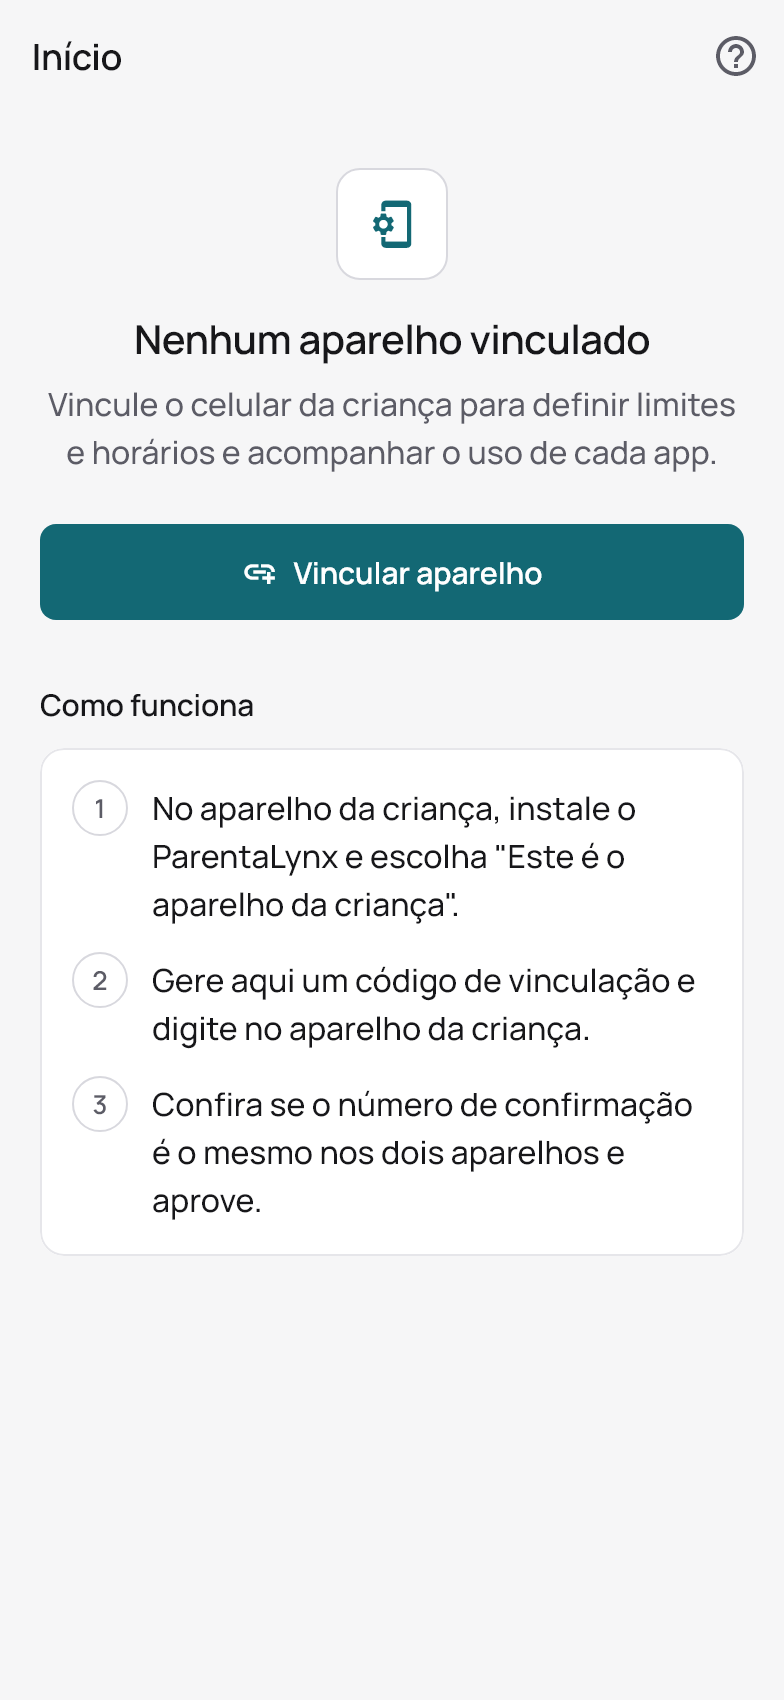 Início
Nenhum aparelho vinculado
Vincule o celular da criança para definir limites
e horários e acompanhar o uso de cada app.
Vincular aparelho
Como funciona
1
No aparelho da criança, instale o
ParentaLynx e escolha "Este é o
aparelho da criança".
2
Gere aqui um código de vinculação e
digite no aparelho da criança.
3
Confira se o número de confirmação
é o mesmo nos dois aparelhos e
aprove.